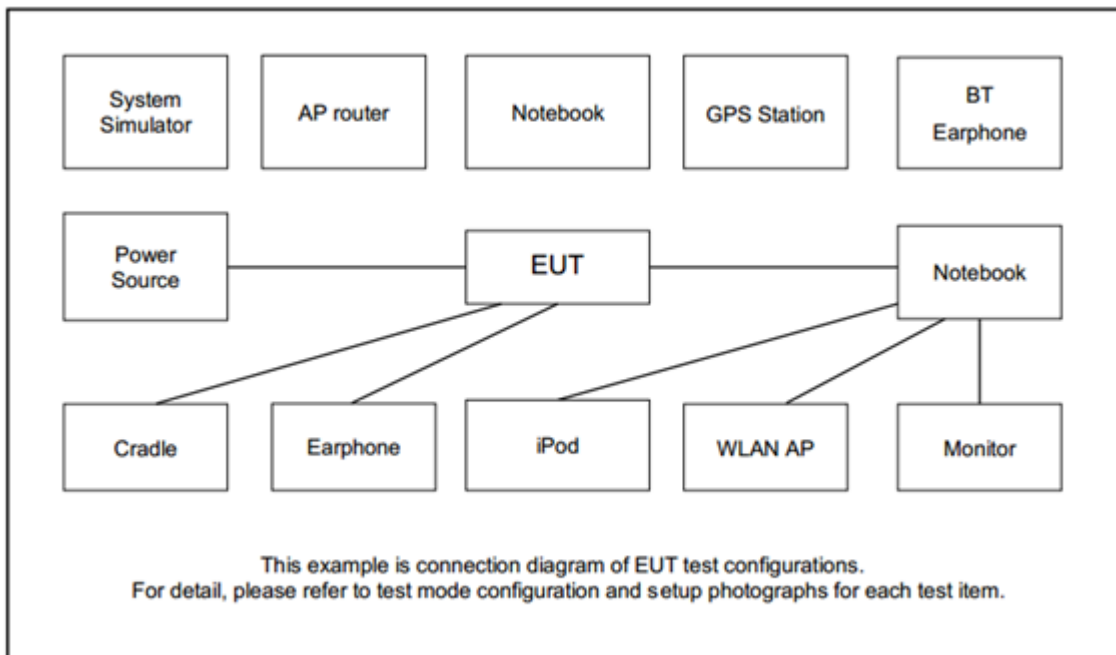 System
Simulator
AP router
Notebook
GPS Station
BT
Earphone
Power
Source
EUT
Notebook
Cradle
Earphone
iPod
WLAN AP
Monitor
This example is connection diagram of EUT test configurations.
For detail, please refer to test mode configuration and setup photographs for each test item.